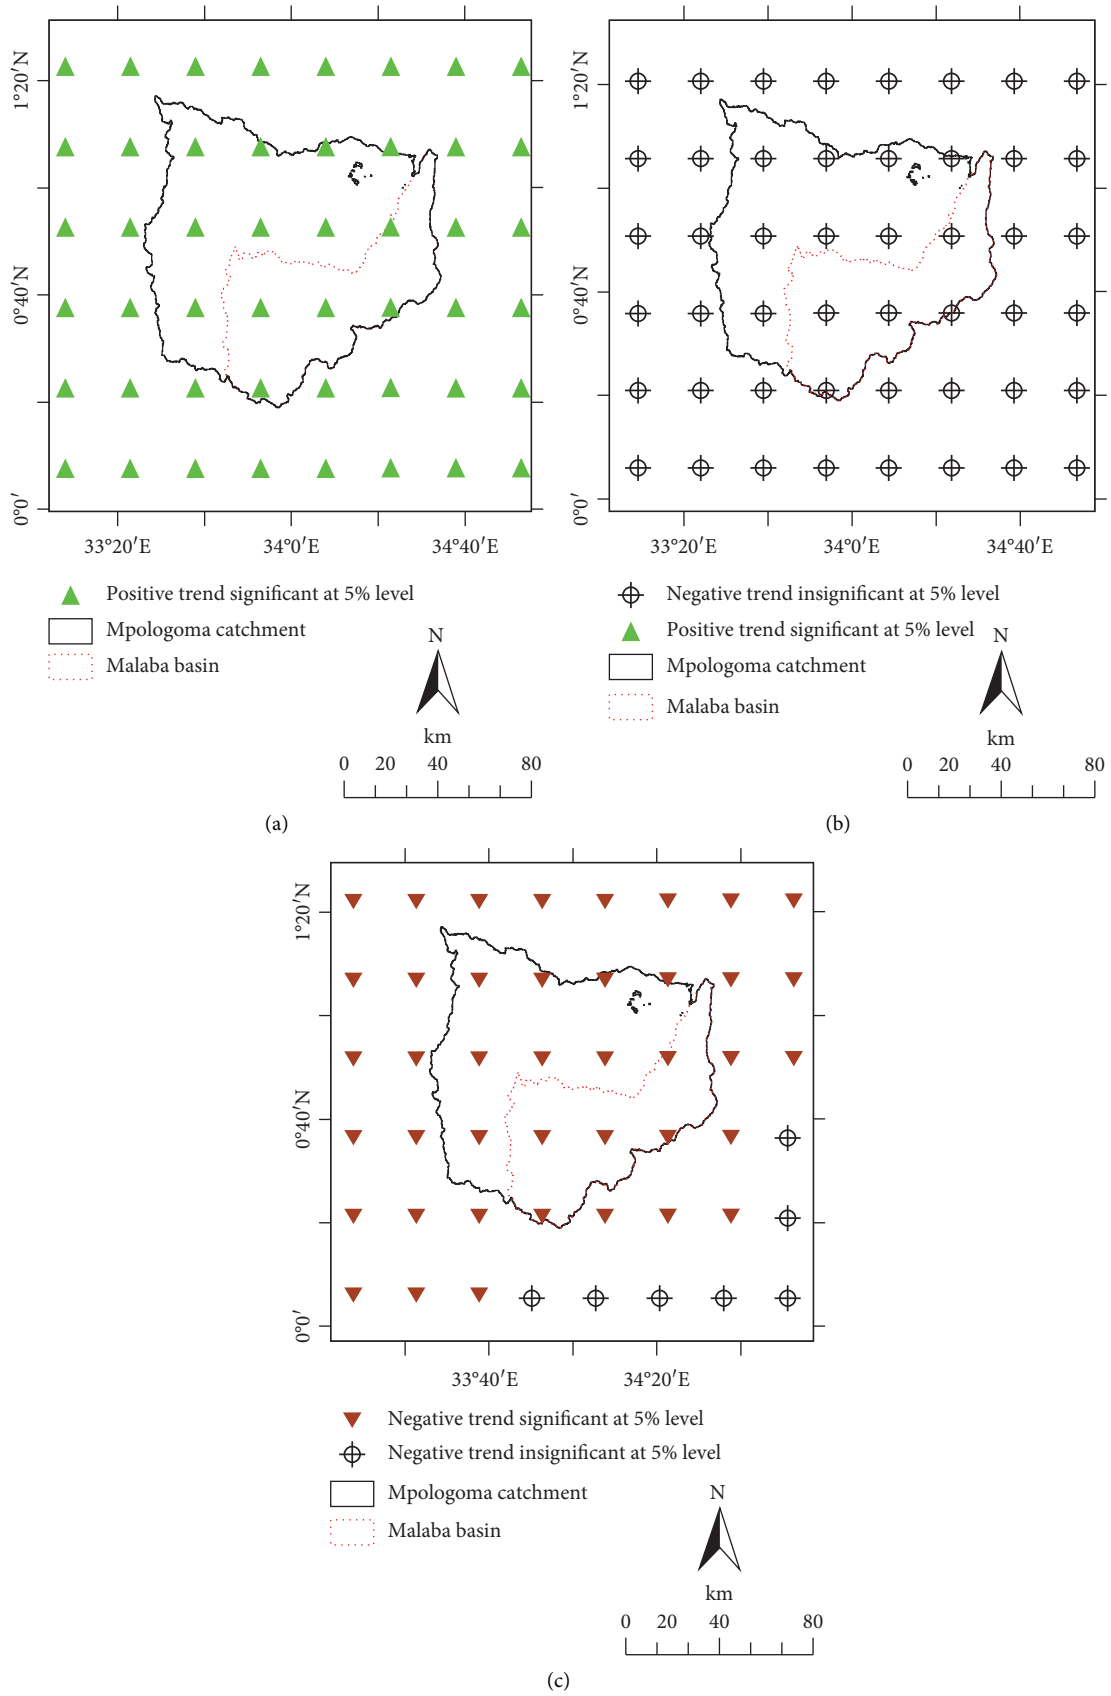 1°20′N
0°40′N
0°0′
33°20′E 34°0′E 34°40′E
Positive trend significant at 5% level
Mpologoma catchment
Malaba basin
N
km
0 20 40 80
(a)
1°20′N
0°40′N
0°0′
33°20′E 34°0′E 34°40′E
Negative trend insignificant at 5% level
Positive trend significant at 5% level
Mpologoma catchment
Malaba basin
N
km
0 20 40 80
(b)
1°20′N
0°40′N
0°0′
33°40′E 34°20′E
Negative trend significant at 5% level
Negative trend insignificant at 5% level
Mpologoma catchment
Malaba basin
N
km
0 20 40 80
(c)